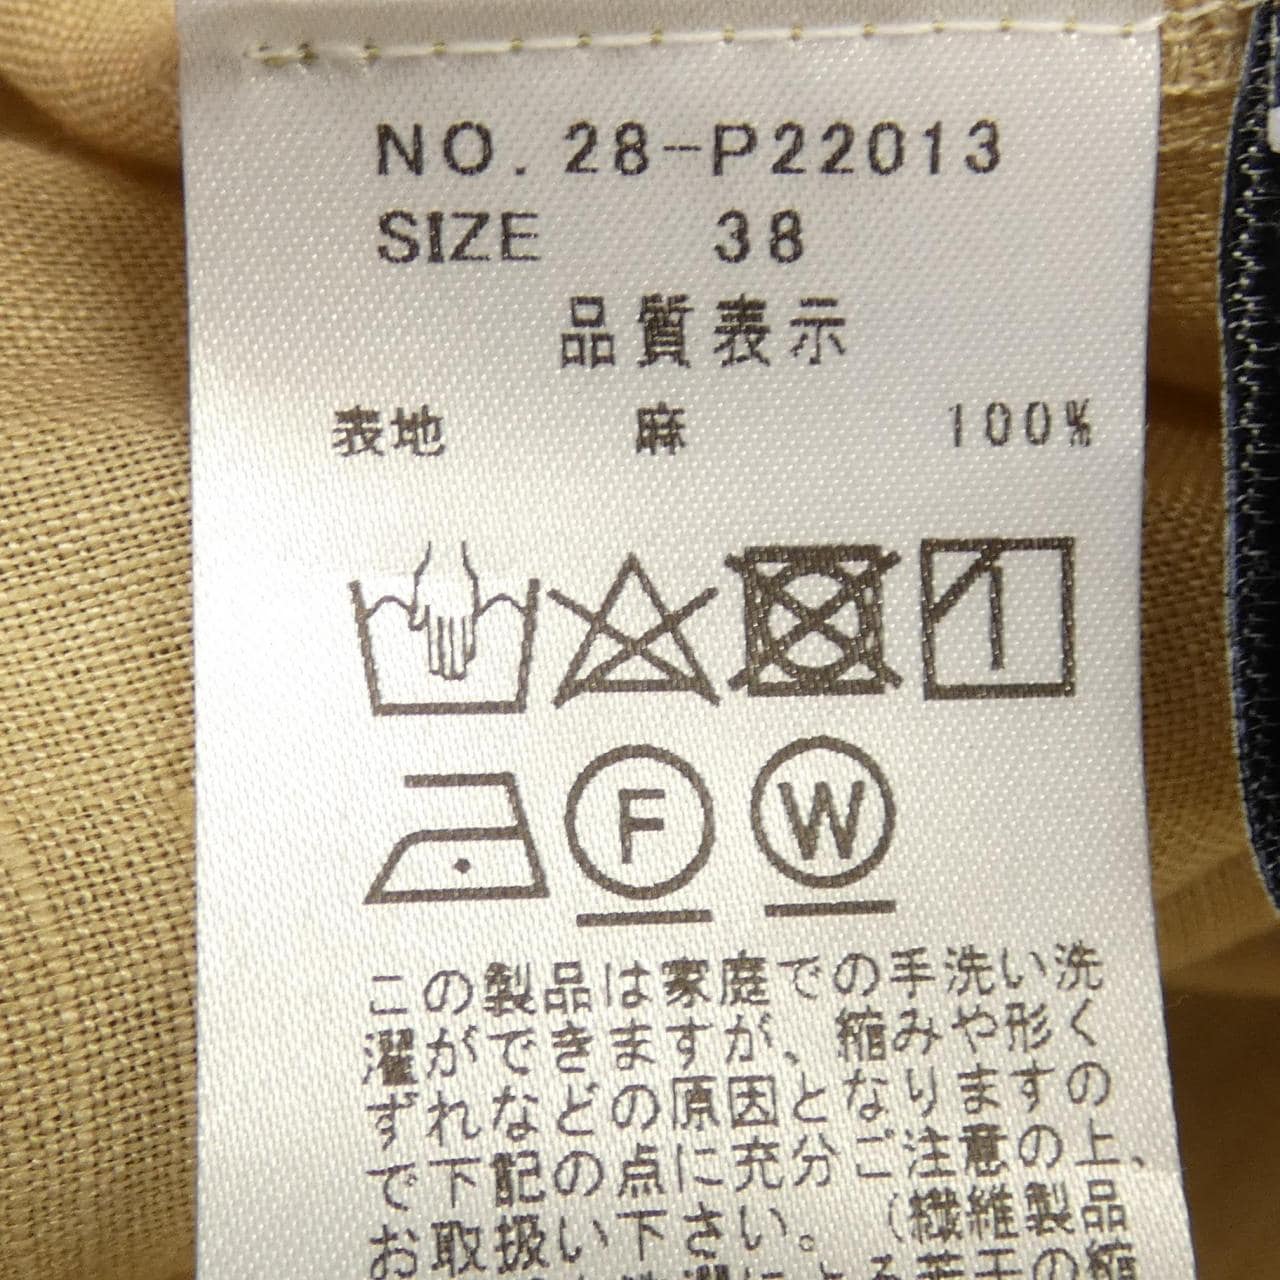 NO. 28-P22013
SIZE 38
品質表示
表地 麻 100%
F W
この製品は家庭での手洗い洗
濯ができますが、縮みや形く
ずれなどの原因となりますの
で下記の点に充分ご注意の上、
お取扱い下さい。(繊維製品